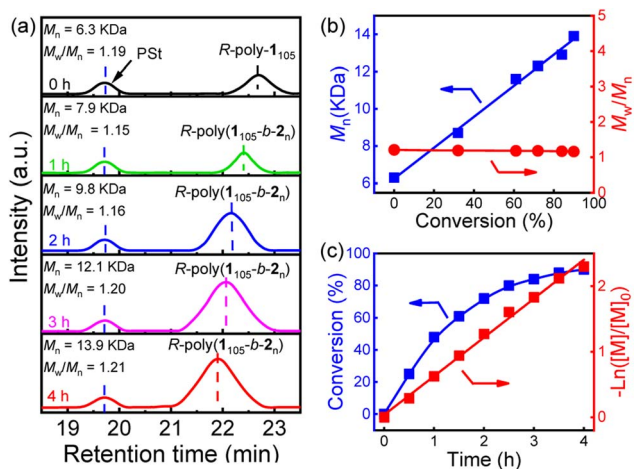 (a)
Mn = 6.3 KDa
Mw/Mn = 1.19
PSt
R-poly-1105
0 h
Mn = 7.9 KDa
Mw/Mn = 1.15
R-poly(1105-b-2n)
1 h
Mn = 9.8 KDa
Mw/Mn = 1.16
R-poly(1105-b-2n)
2 h
Mn = 12.1 KDa
Mw/Mn = 1.20
R-poly(1105-b-2n)
3 h
Mn = 13.9 KDa
Mw/Mn = 1.21
R-poly(1105-b-2n)
4 h
Intensity (a.u.)
19 20 21 22 23
Retention time (min)
(b)
Mn(KDa)
14
12
10
8
6
Mw/Mn
5
4
3
2
1
0
0 20 40 60 80 100
Conversion (%)
(c)
Conversion (%)
100
80
60
40
20
0
-Ln([M]/[M]0)
2
1
0
0 1 2 3 4
Time (h)